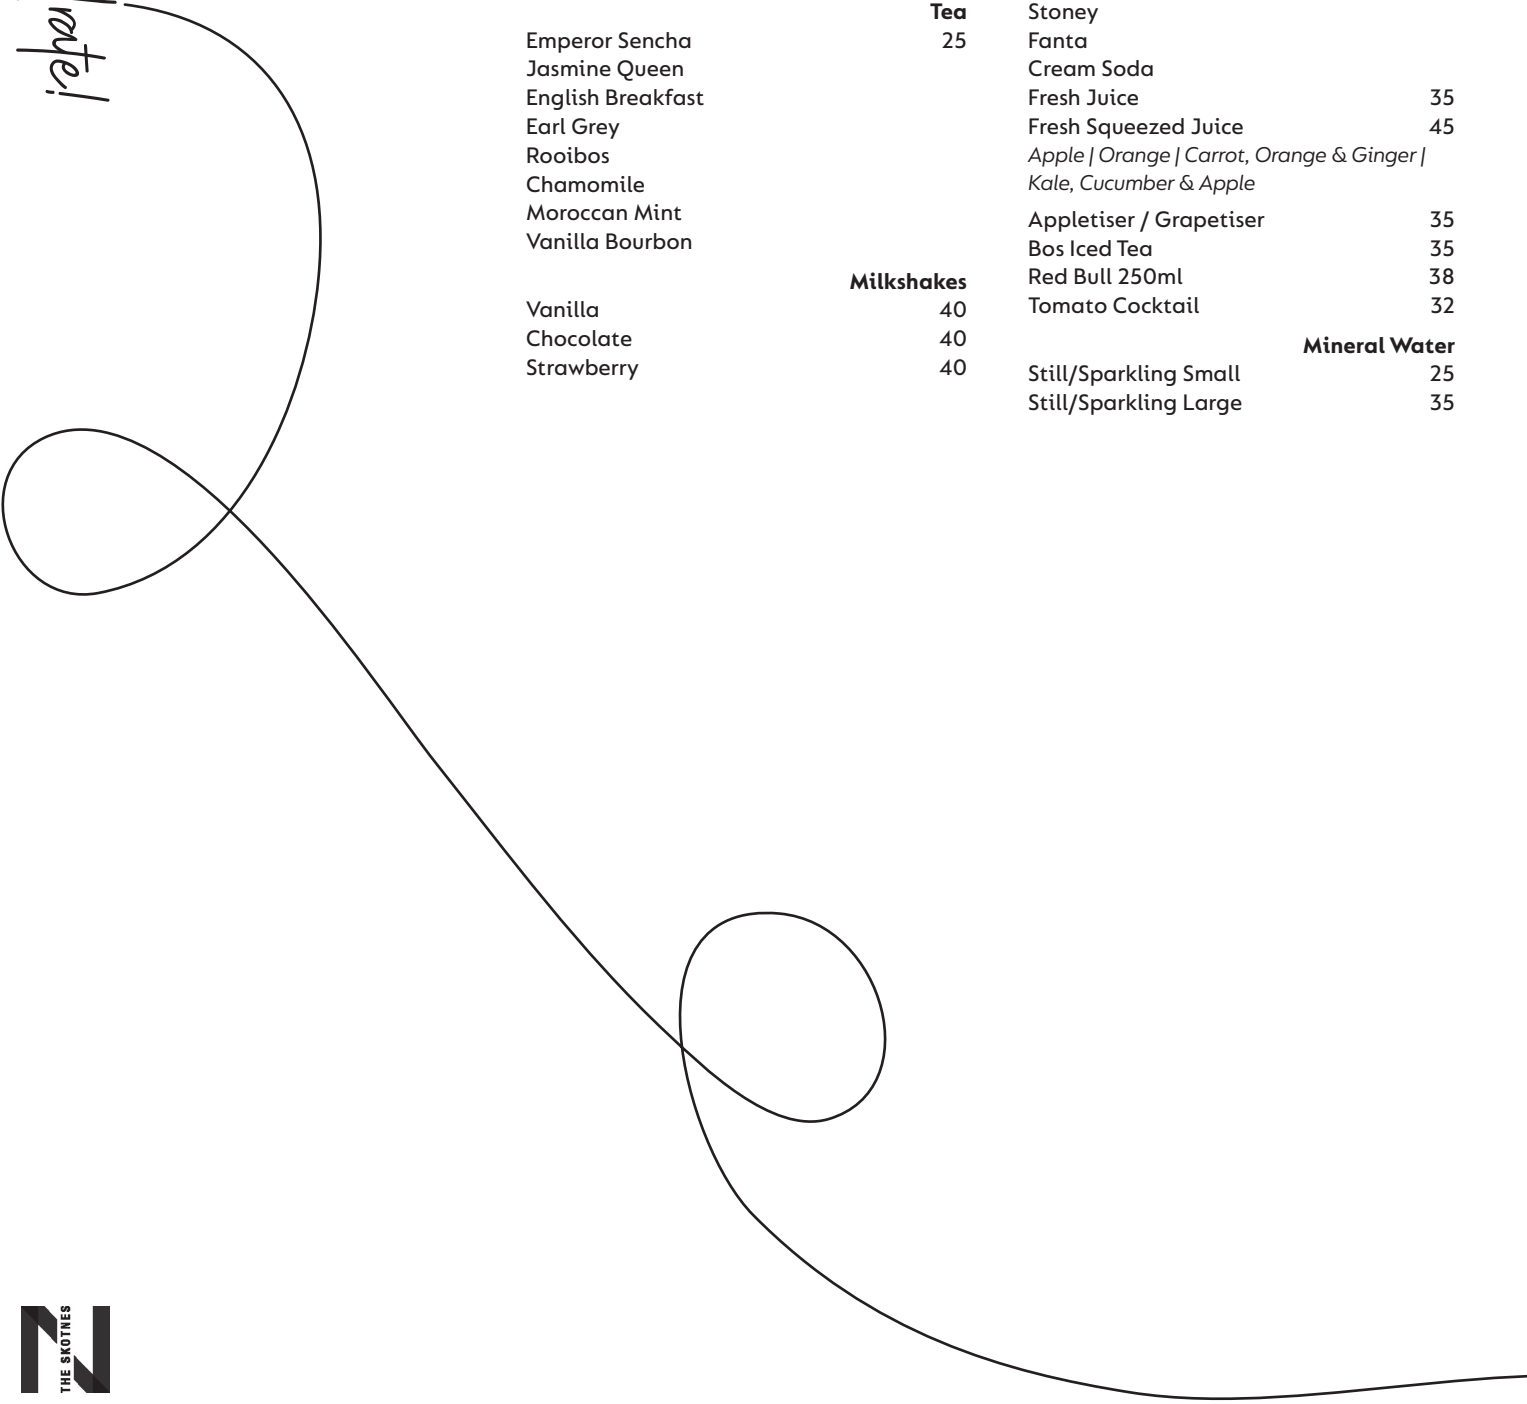 rate!
Tea
Emperor Sencha 25
Jasmine Queen
English Breakfast
Earl Grey
Rooibos
Chamomile
Moroccan Mint
Vanilla Bourbon
Milkshakes
Vanilla 40
Chocolate 40
Strawberry 40
Stoney
Fanta
Cream Soda
Fresh Juice 35
Fresh Squeezed Juice 45
Apple | Orange | Carrot, Orange & Ginger |
Kale, Cucumber & Apple
Appletiser / Grapetiser 35
Bos Iced Tea 35
Red Bull 250ml 38
Tomato Cocktail 32
Mineral Water
Still/Sparkling Small 25
Still/Sparkling Large 35
THE SKOTNES